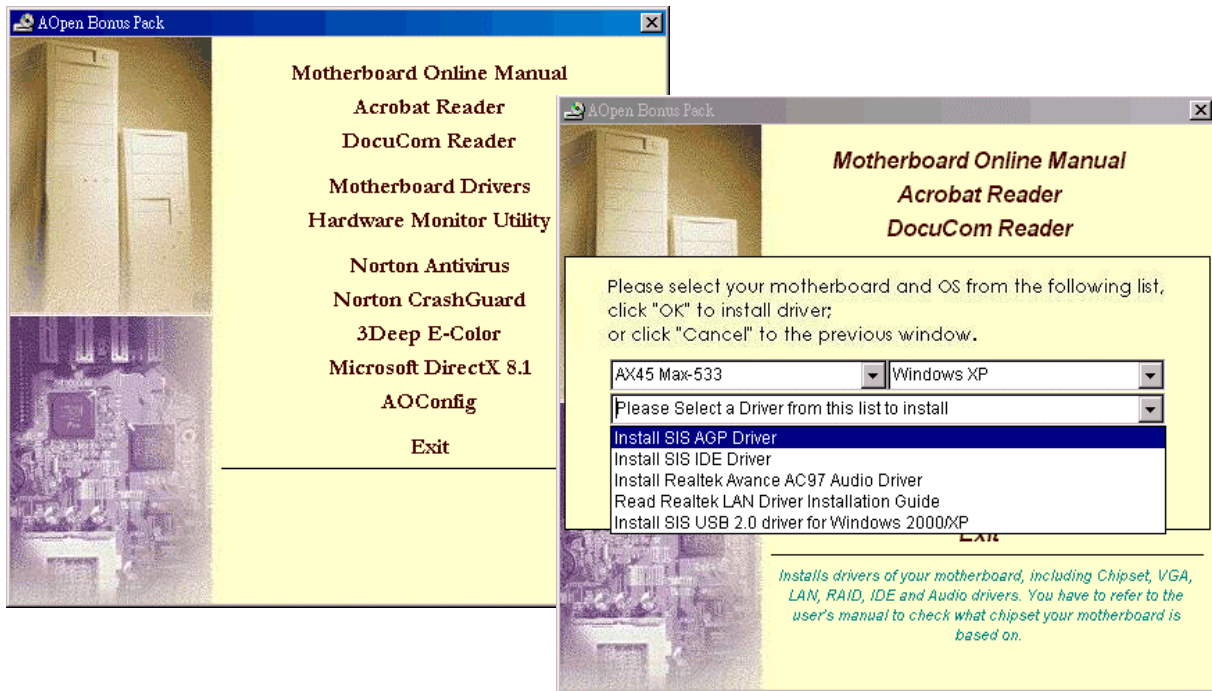 AOpen Bonus Pack
Motherboard Online Manual
Acrobat Reader
DocuCom Reader
Motherboard Drivers
Hardware Monitor Utility
Norton Antivirus
Norton CrashGuard
3Deep E-Color
Microsoft DirectX 8.1
AOConfig
Exit
AOpen Bonus Pack
Motherboard Online Manual
Acrobat Reader
DocuCom Reader
Please select your motherboard and OS from the following list,
click "OK" to install driver;
or click "Cancel" to the previous window.
AX45 Max-533 Windows XP
Please Select a Driver from this list to install
Install SIS AGP Driver
Install SIS IDE Driver
Install Realtek Avance AC97 Audio Driver
Read Realtek LAN Driver Installation Guide
Install SIS USB 2.0 driver for Windows 2000/XP
Exit
Installs drivers of your motherboard, including Chipset, VGA,
LAN, RAID, IDE and Audio drivers. You have to refer to the
user's manual to check what chipset your motherboard is
based on.